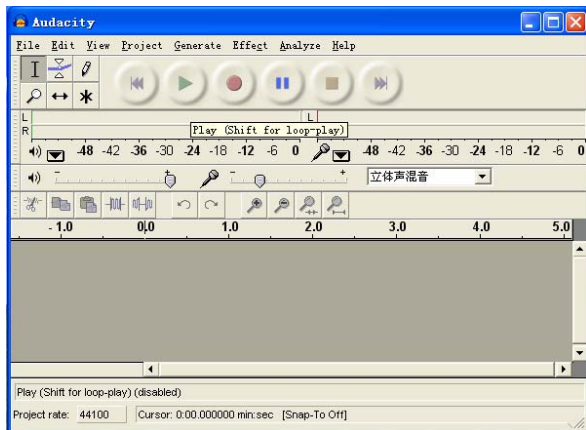 Audacity
File Edit View Project Generate Effect Analyze Help
L
R
L
Play (Shift for loop-play)
-48 -42 -36 -30 -24 -18 -12 -6 0 -48 -42 -36 -30 -24 -18 -12 -6 0
- + - + 立体声混音
- 1.0 0.0 1.0 2.0 3.0 4.0 5.0
Play (Shift for loop-play) (disabled)
Project rate: 44100 Cursor: 0:00.000000 min:sec [Snap-To Off]